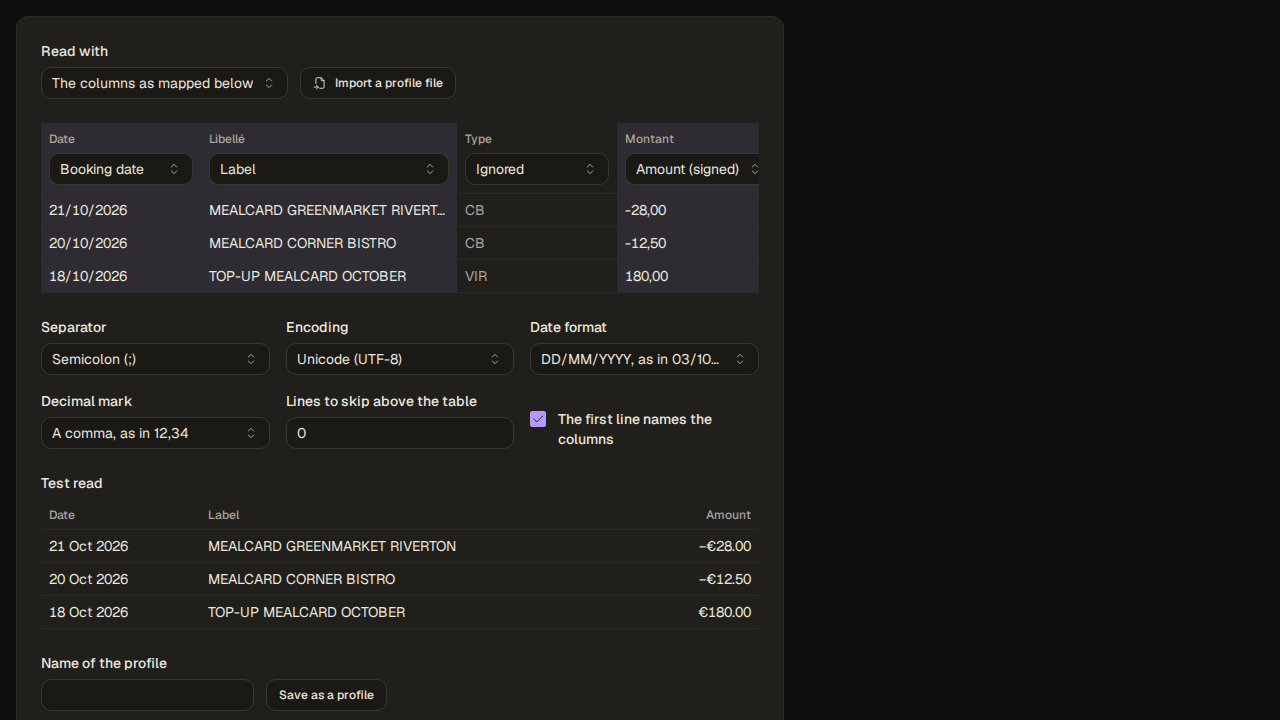 Read with
The columns as mapped below
Import a profile file
Date Libellé Type Montant
Booking date Label Ignored Amount (signed)
21/10/2026 MEALCARD GREENMARKET RIVERT... CB -28,00
20/10/2026 MEALCARD CORNER BISTRO CB -12,50
18/10/2026 TOP-UP MEALCARD OCTOBER VIR 180,00
Separator Encoding Date format
Semicolon (;) Unicode (UTF-8) DD/MM/YYYY, as in 03/10...
Decimal mark Lines to skip above the table
A comma, as in 12,34 0 The first line names the
columns
Test read
Date Label Amount
21 Oct 2026 MEALCARD GREENMARKET RIVERTON −€28.00
20 Oct 2026 MEALCARD CORNER BISTRO −€12.50
18 Oct 2026 TOP-UP MEALCARD OCTOBER €180.00
Name of the profile
Save as a profile